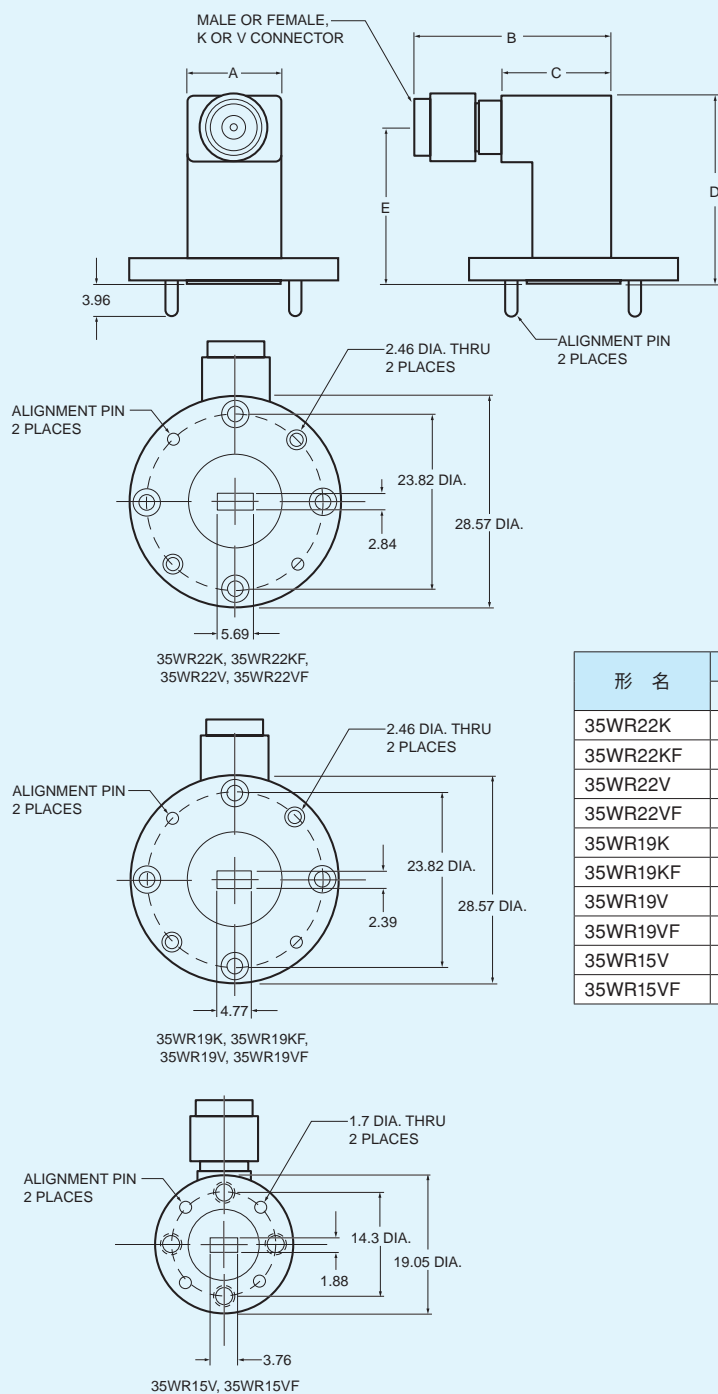 MALE OR FEMALE,
K OR V CONNECTOR
A
B
C
D
E
3.96
ALIGNMENT PIN
2 PLACES
2.46 DIA. THRU
2 PLACES
ALIGNMENT PIN
2 PLACES
23.82 DIA.
28.57 DIA.
2.84
5.69
35WR22K, 35WR22KF,
35WR22V, 35WR22VF
2.46 DIA. THRU
2 PLACES
ALIGNMENT PIN
2 PLACES
23.82 DIA.
28.57 DIA.
2.39
4.77
35WR19K, 35WR19KF,
35WR19V, 35WR19VF
1.7 DIA. THRU
2 PLACES
ALIGNMENT PIN
2 PLACES
14.3 DIA.
19.05 DIA.
1.88
3.76
35WR15V, 35WR15VF
形 名
35WR22K
35WR22KF
35WR22V
35WR22VF
35WR19K
35WR19KF
35WR19V
35WR19VF
35WR15V
35WR15VF